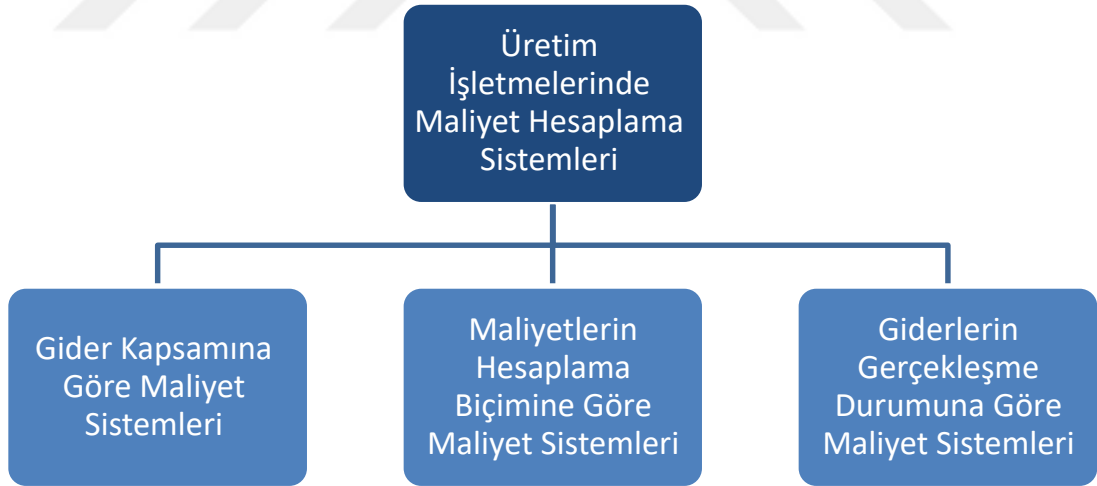 Üretim
İşletmelerinde
Maliyet Hesaplama
Sistemleri
Gider Kapsamına
Göre Maliyet
Sistemleri
Maliyetlerin
Hesaplama
Biçimine Göre
Maliyet Sistemleri
Giderlerin
Gerçekleşme
Durumuna Göre
Maliyet Sistemleri